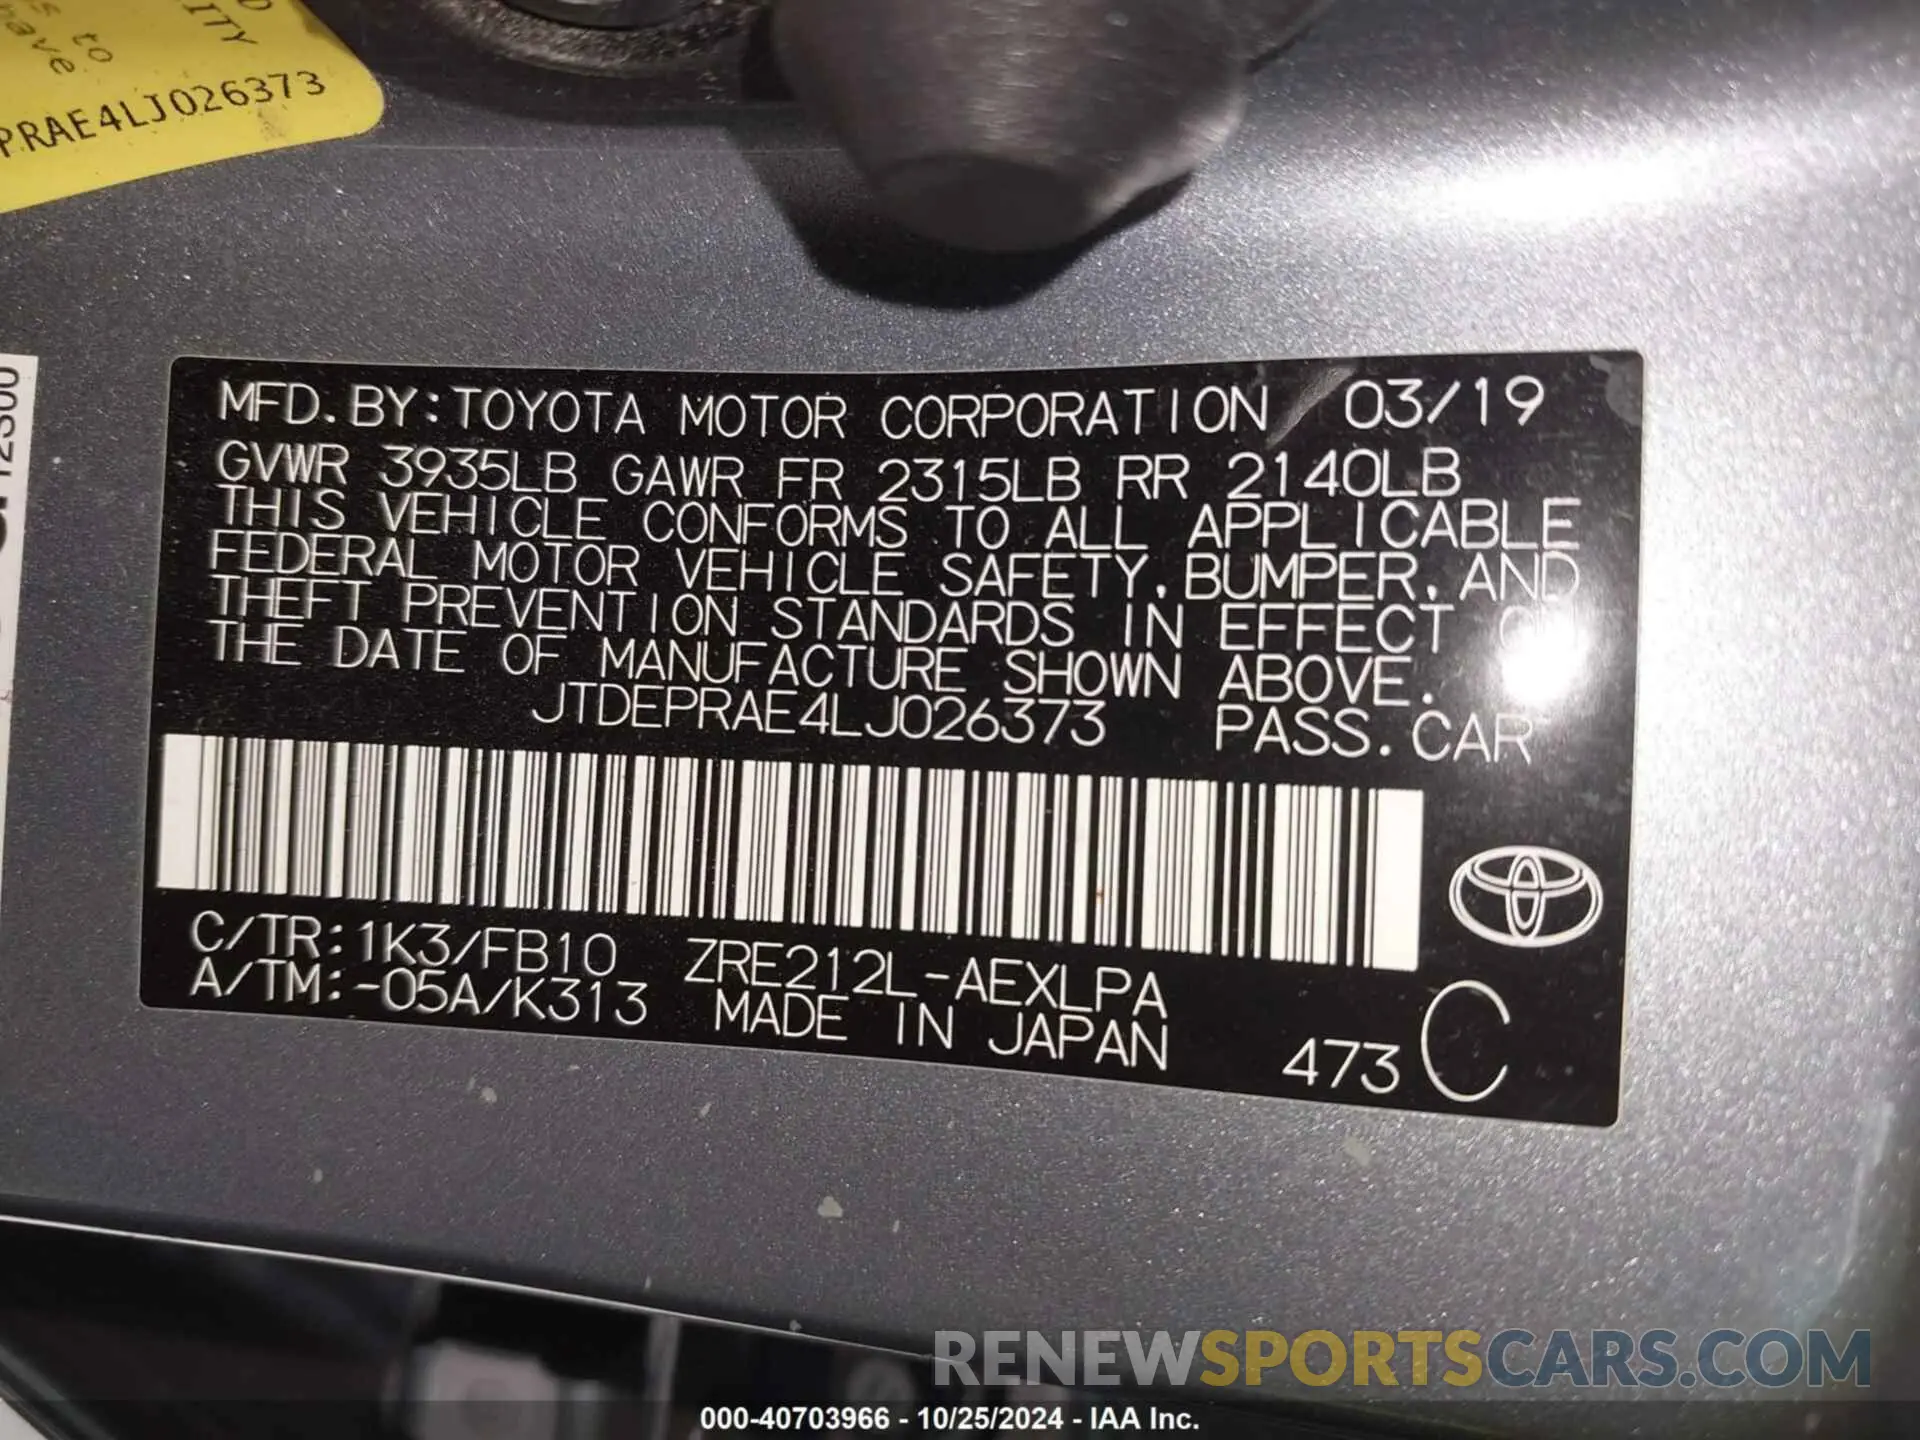 ITY
to
PRAE4LJ026373
12300
MFD. BY: TOYOTA MOTOR CORPORATION 03/19
GVWR 3935LB GAWR FR 2315LB RR 2140LB
THIS VEHICLE CONFORMS TO ALL APPLICABLE
FEDERAL MOTOR VEHICLE SAFETY, BUMPER, AND
THEFT PREVENTION STANDARDS IN EFFECT ON
THE DATE OF MANUFACTURE SHOWN ABOVE.
JTDEPRAE4LJ026373 PASS. CAR
C/TR: 1K3/FB10 ZRE212L-AEXLPA
A/TM: -05A/K313 MADE IN JAPAN 473 C
RENEWSPORTSCARS.COM
000-40703966 - 10/25/2024 - IAA Inc.